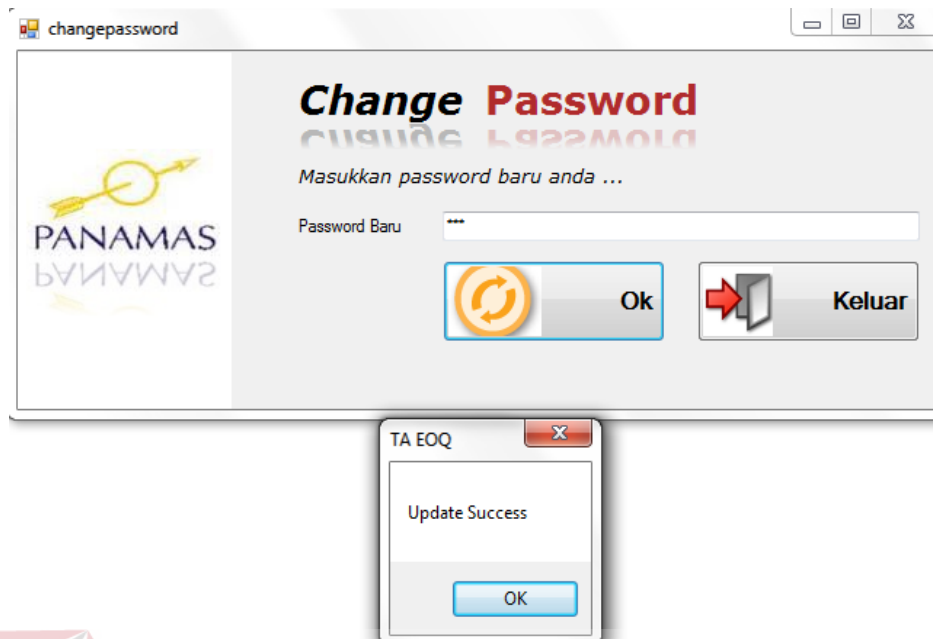 changepassword
Change Password
Masukkan password baru anda ...
PANAMAS
Password Baru ***
Ok Keluar
TA EOQ
Update Success
OK